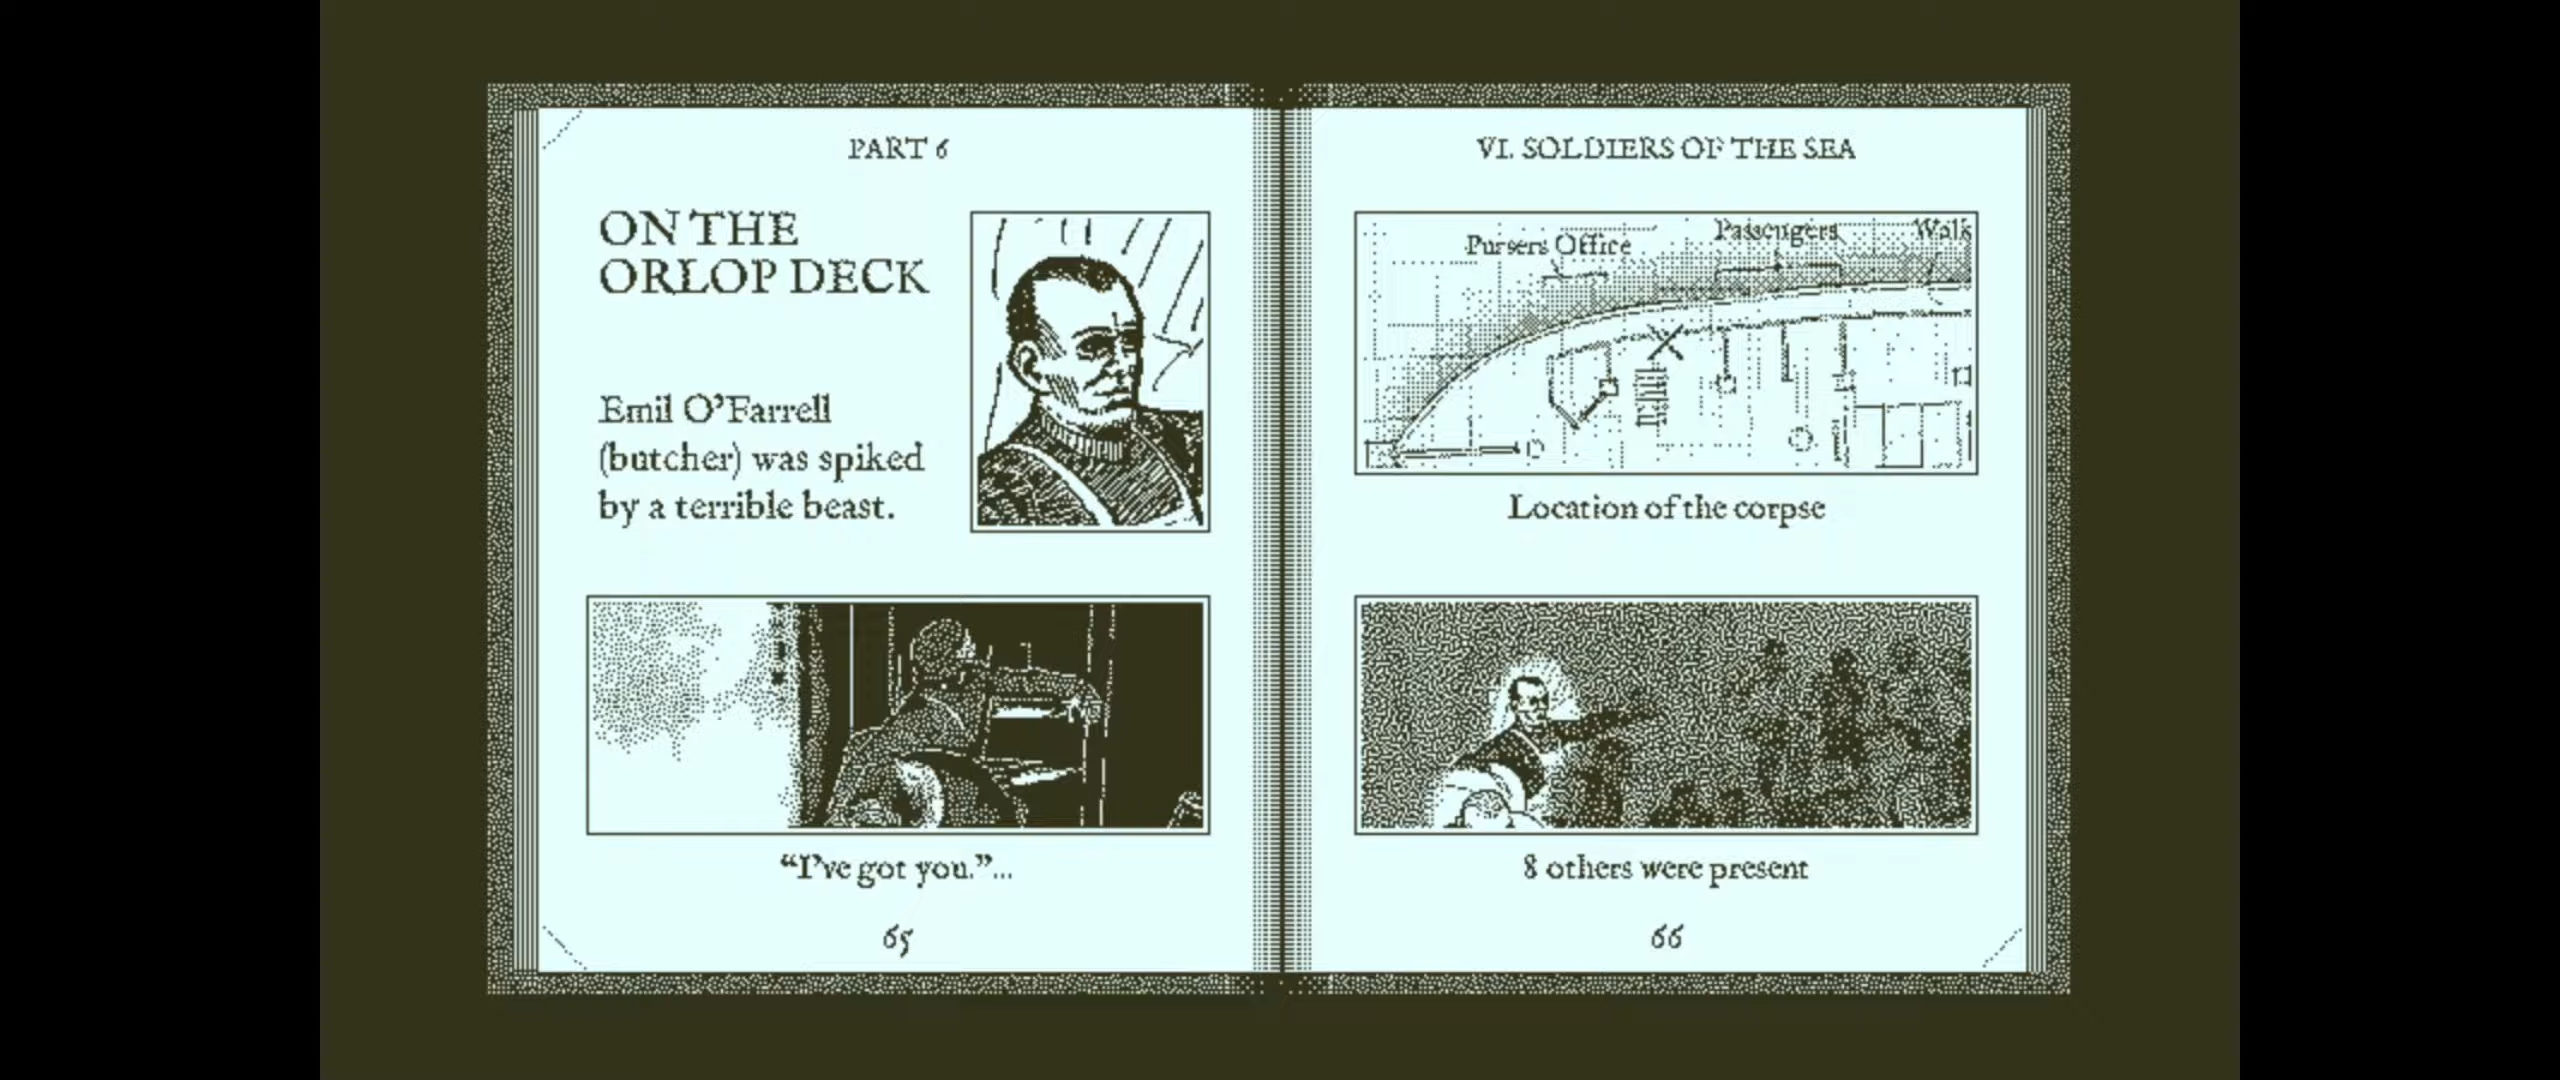 PART 6
ON THE
ORLOP DECK
Emil O’Farrell
(butcher) was spiked
by a terrible beast.
“I’ve got you.”...
65
VI. SOLDIERS OF THE SEA
Pursers Office
Passengers
Walk
Location of the corpse
8 others were present
66